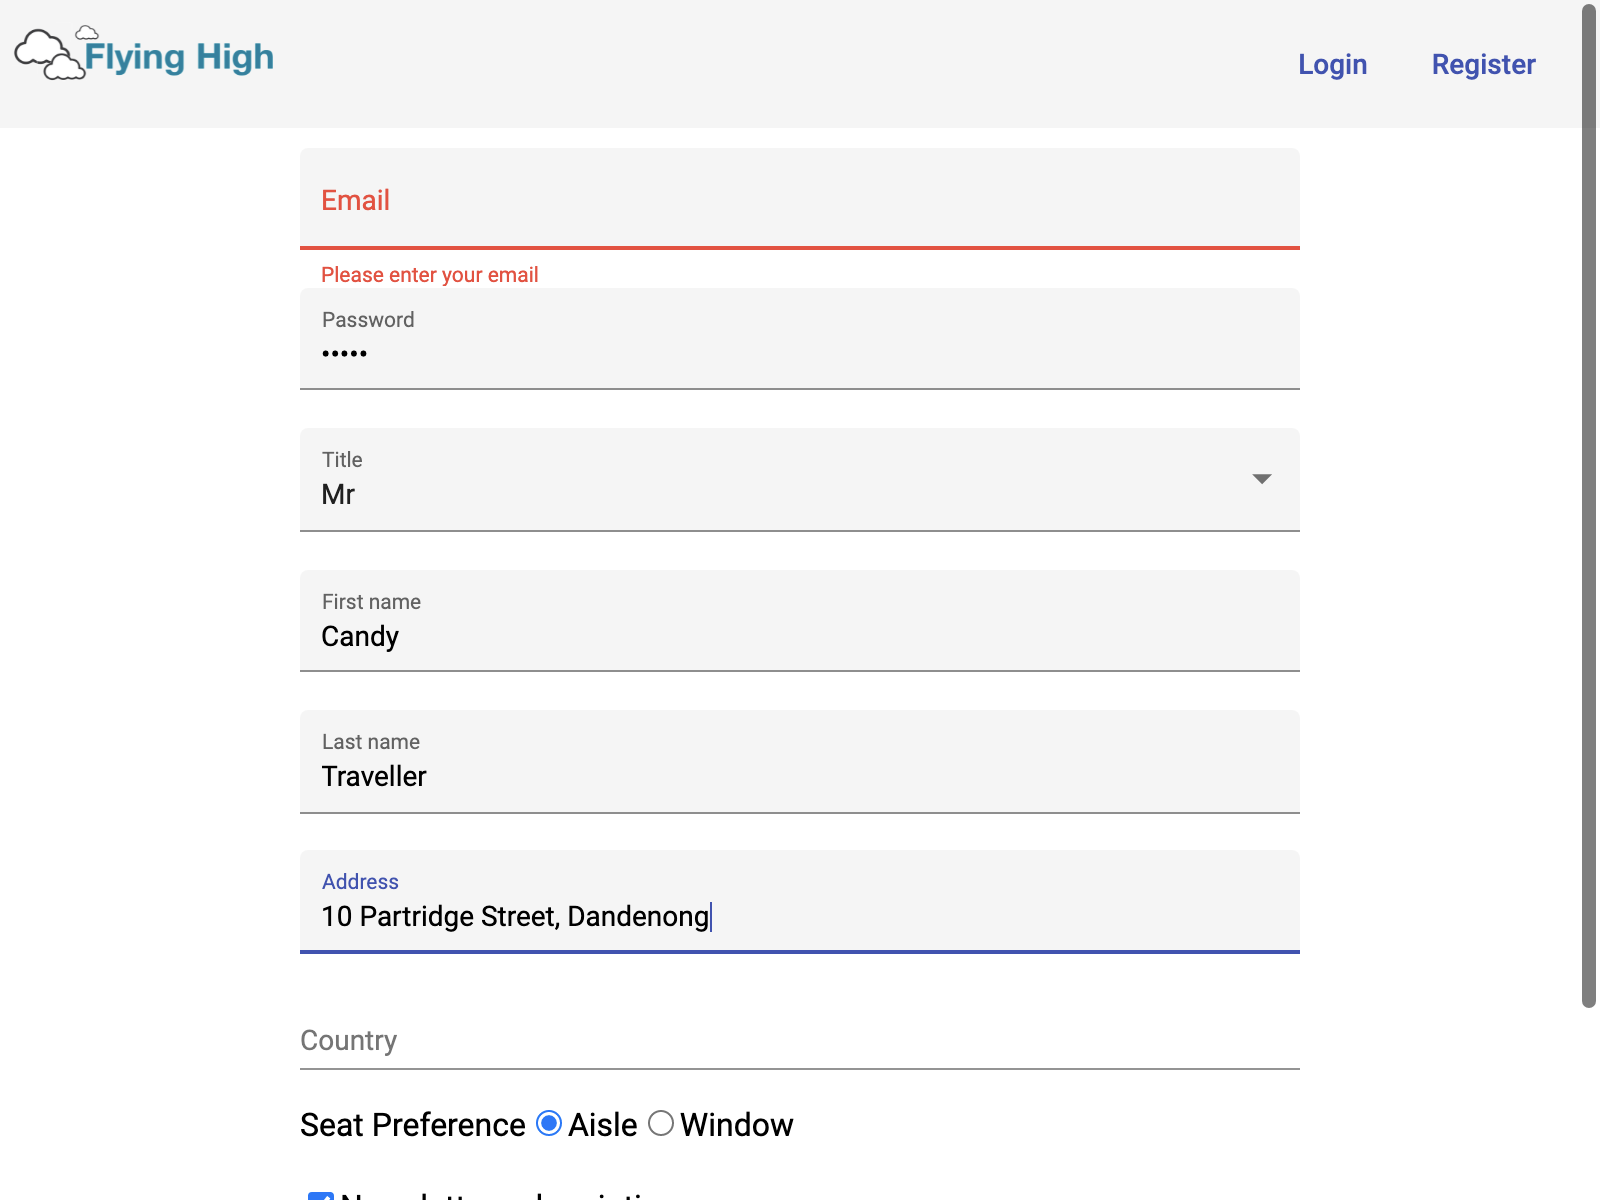 Flying High
Login Register
Email
Please enter your email
Password
•••••
Title
Mr
First name
Candy
Last name
Traveller
Address
10 Partridge Street, Dandenong
Country
Seat Preference Aisle Window